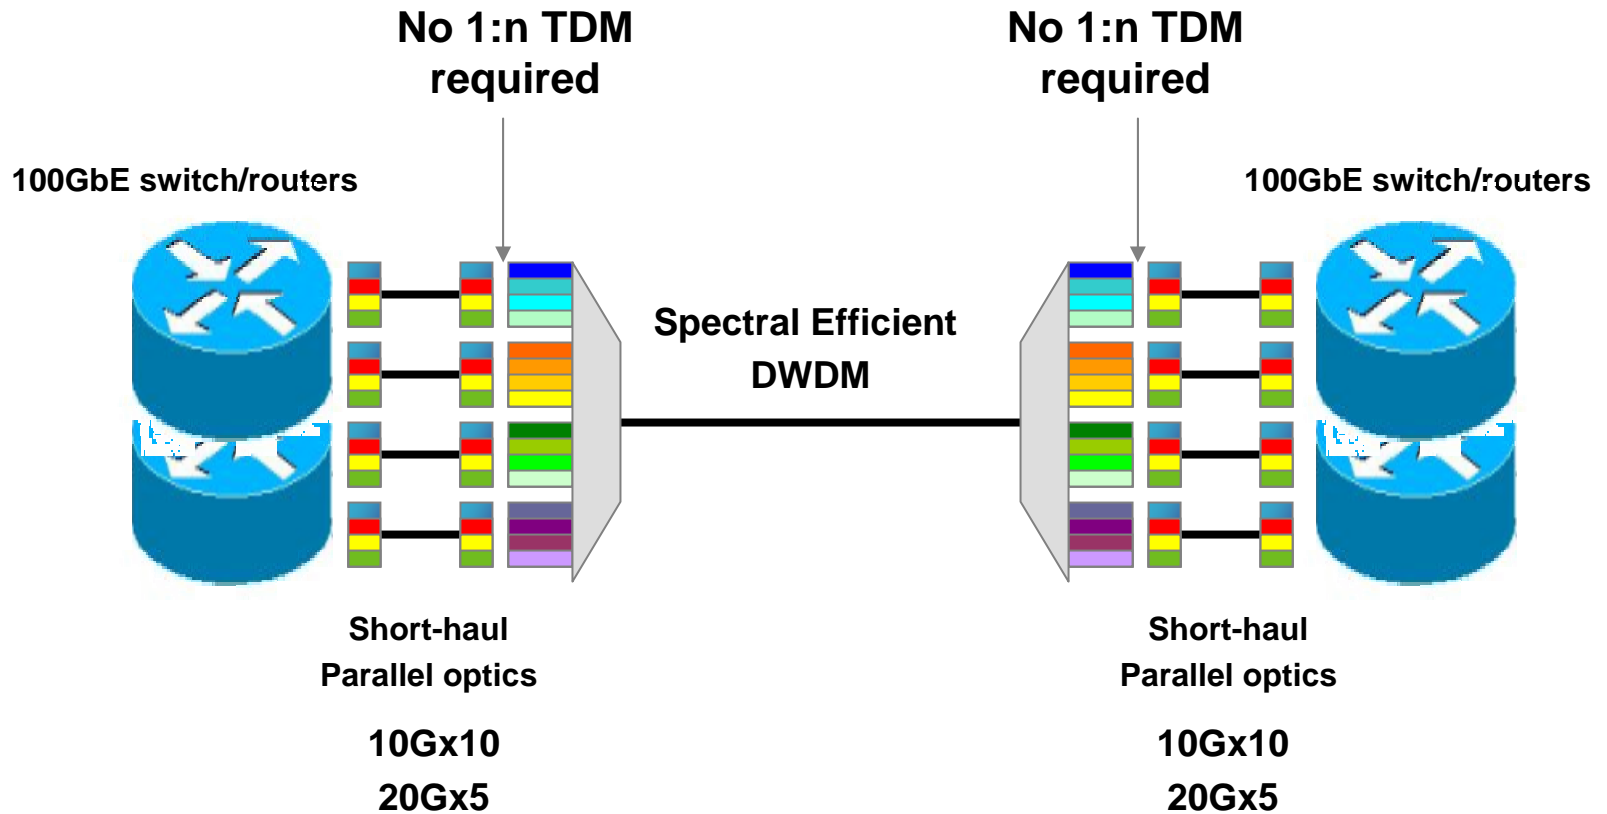 No 1:n TDM
required
No 1:n TDM
required
100GbE switch/routers
100GbE switch/routers
Spectral Efficient
DWDM
Short-haul
Parallel optics
10Gx10
20Gx5
Short-haul
Parallel optics
10Gx10
20Gx5